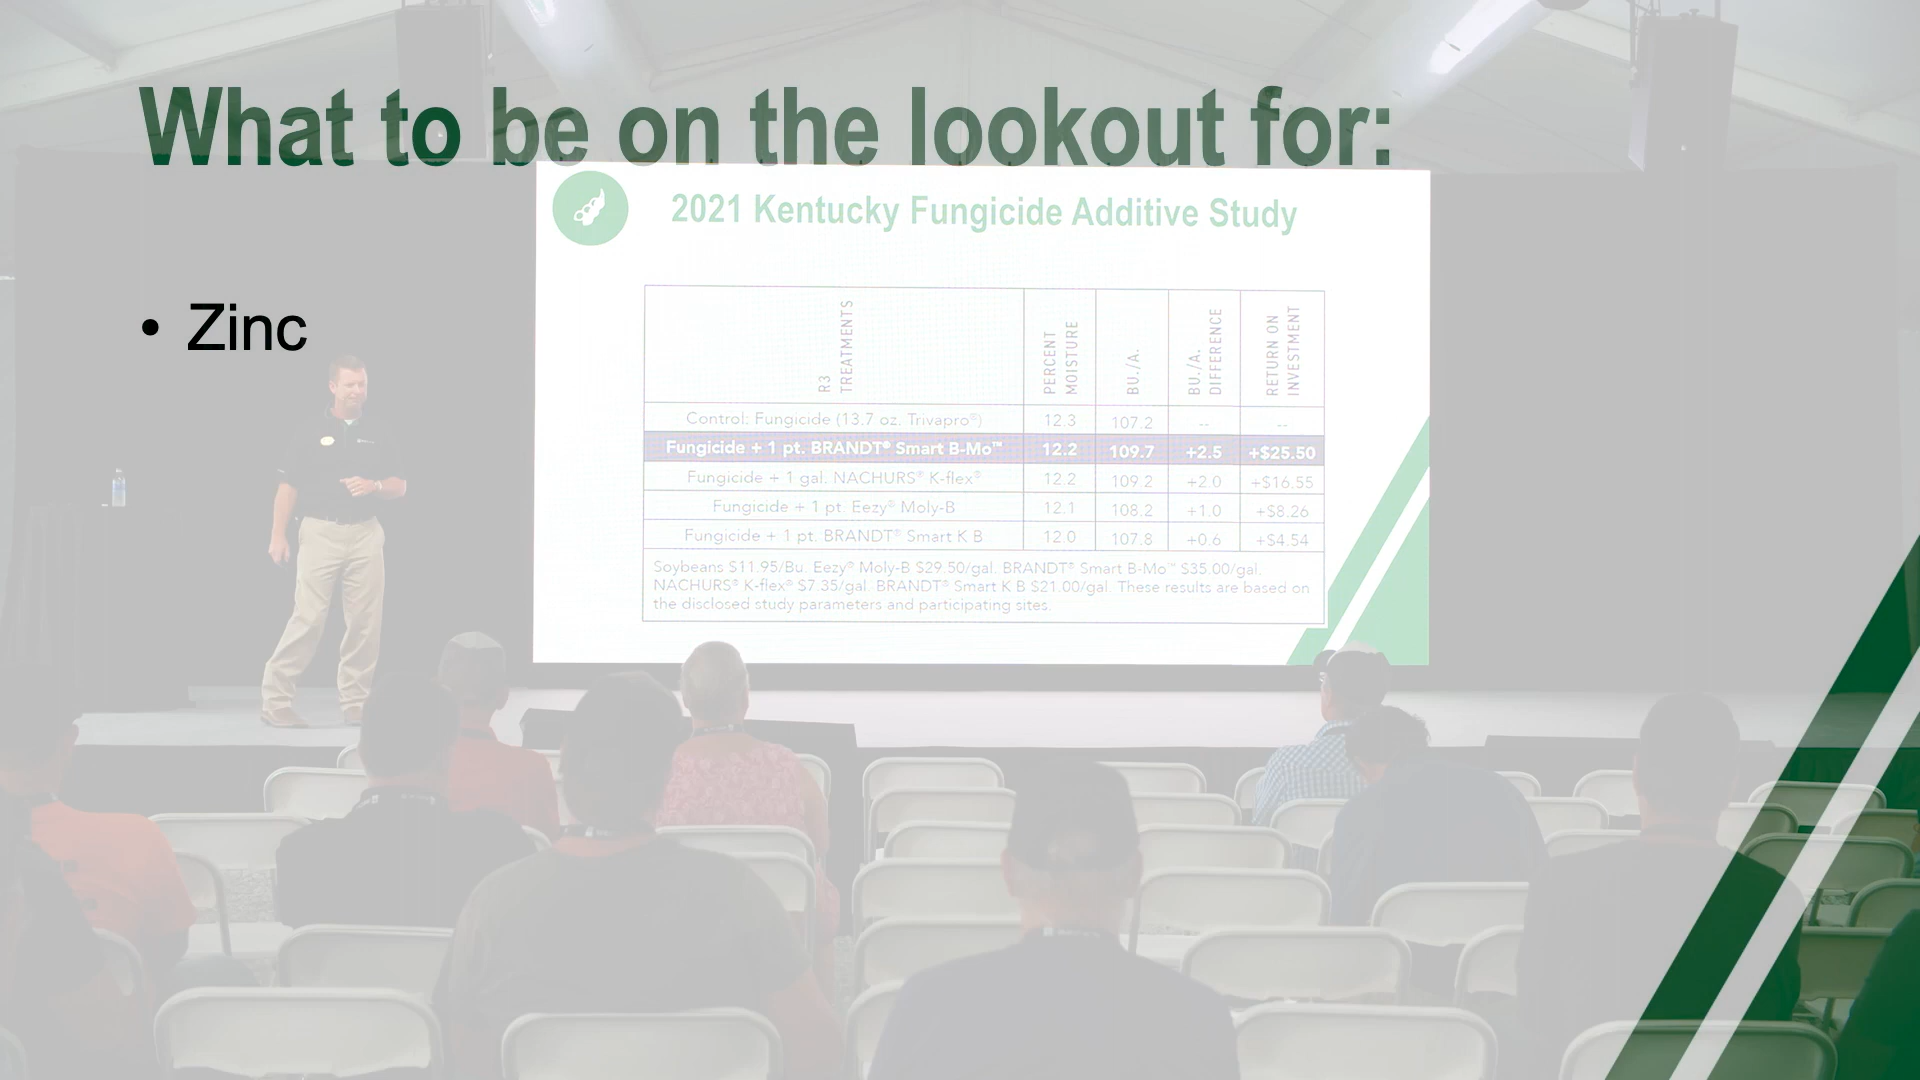 What to be on the lookout for:
• Zinc
2021 Kentucky Fungicide Additive Study
R3 TREATMENTS
PERCENT MOISTURE
BU./A.
BU./A. DIFFERENCE
RETURN ON INVESTMENT
Control: Fungicide (13.7 oz. Trivapro®) 12.3 107.2 -- --
Fungicide + 1 pt. BRANDT® Smart B-Mo™ 12.2 109.7 +2.5 +$25.50
Fungicide + 1 gal. NACHURS® K-flex® 12.2 109.2 +2.0 +$16.55
Fungicide + 1 pt. Eezy® Moly-B 12.1 108.2 +1.0 +$8.26
Fungicide + 1 pt. BRANDT® Smart K B 12.0 107.8 +0.6 +$4.54
Soybeans $11.95/Bu. Eezy® Moly-B $29.50/gal. BRANDT® Smart B-Mo™ $35.00/gal.
NACHURS® K-flex® $7.35/gal. BRANDT® Smart K B $21.00/gal. These results are based on
the disclosed study parameters and participating sites.